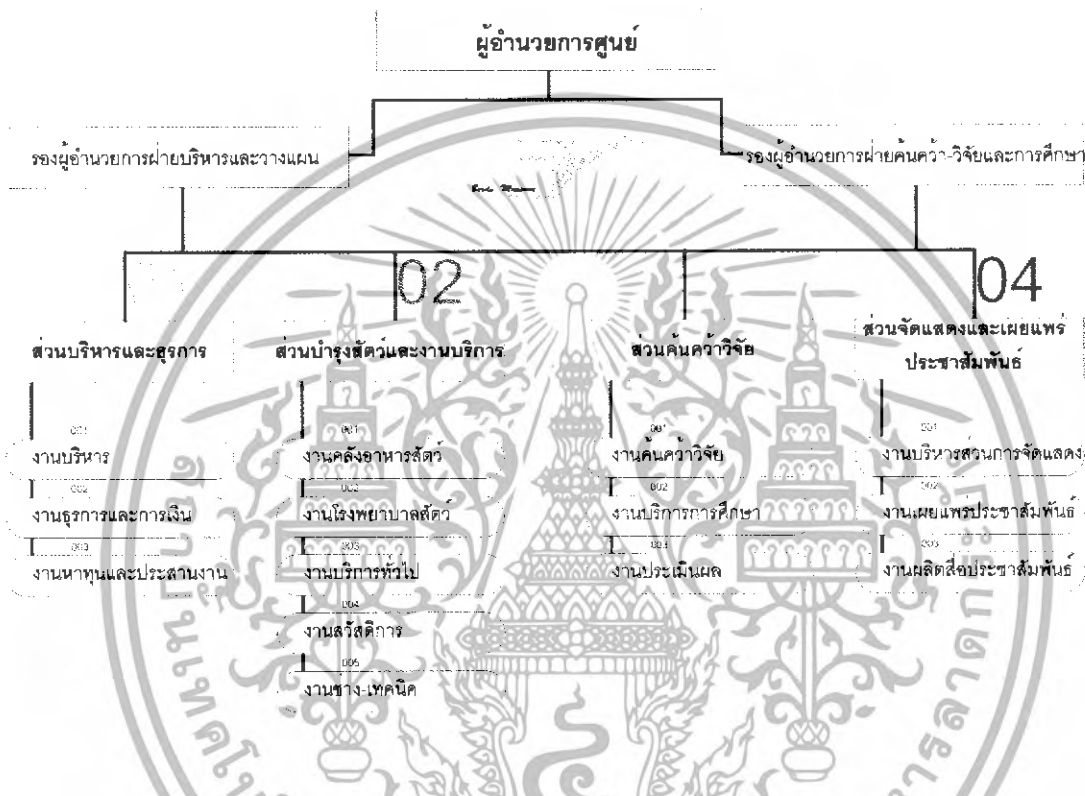 ผู้อำนวยการศูนย์
รองผู้อำนวยการฝ่ายบริหารและวางแผน
รองผู้อำนวยการฝ่ายค้นคว้า-วิจัยและการศึกษา
02
04
ส่วนบริหารและธุรการ
ส่วนบำรุงสัตว์และงานบริการ
ส่วนค้นคว้าวิจัย
ส่วนจัดแสดงและเผยแพร่
ประชาสัมพันธ์
001
งานบริหาร
002
งานธุรการและการเงิน
003
งานหาทุนและประสานงาน
001
งานคลังอาหารสัตว์
002
งานโรงพยาบาลสัตว์
003
งานบริการทั่วไป
004
งานสวัสดิการ
005
งานช่าง-เทคนิค
001
งานค้นคว้าวิจัย
002
งานบริการการศึกษา
003
งานประเมินผล
001
งานบริหารส่วนการจัดแสดง
002
งานเผยแพร่ประชาสัมพันธ์
003
งานผลิตสื่อประชาสัมพันธ์